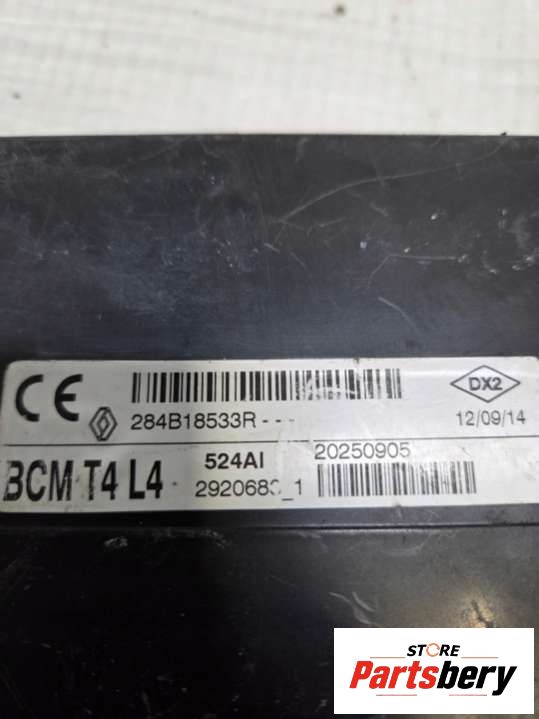 CE
284B18533R - - -
DX2
12/09/14
BCM T4 L4
524AI
20250905
STORE
Partsbery